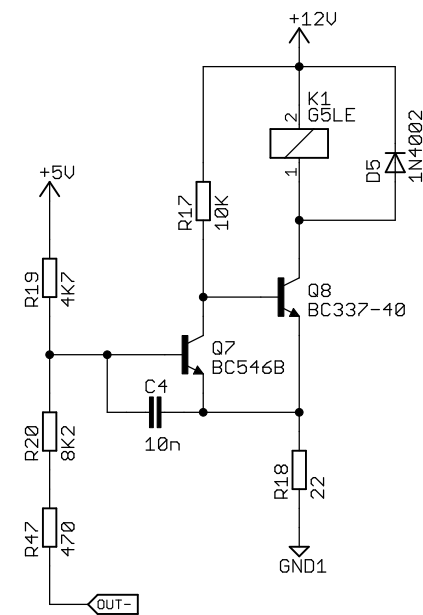 +12V
K1
G5LE
2
1
D5
1N4002
+5V
R17
10K
R19
4K7
Q8
BC337-40
Q7
BC546B
C4
10n
R20
8K2
R18
22
R47
470
GND1
OUT-